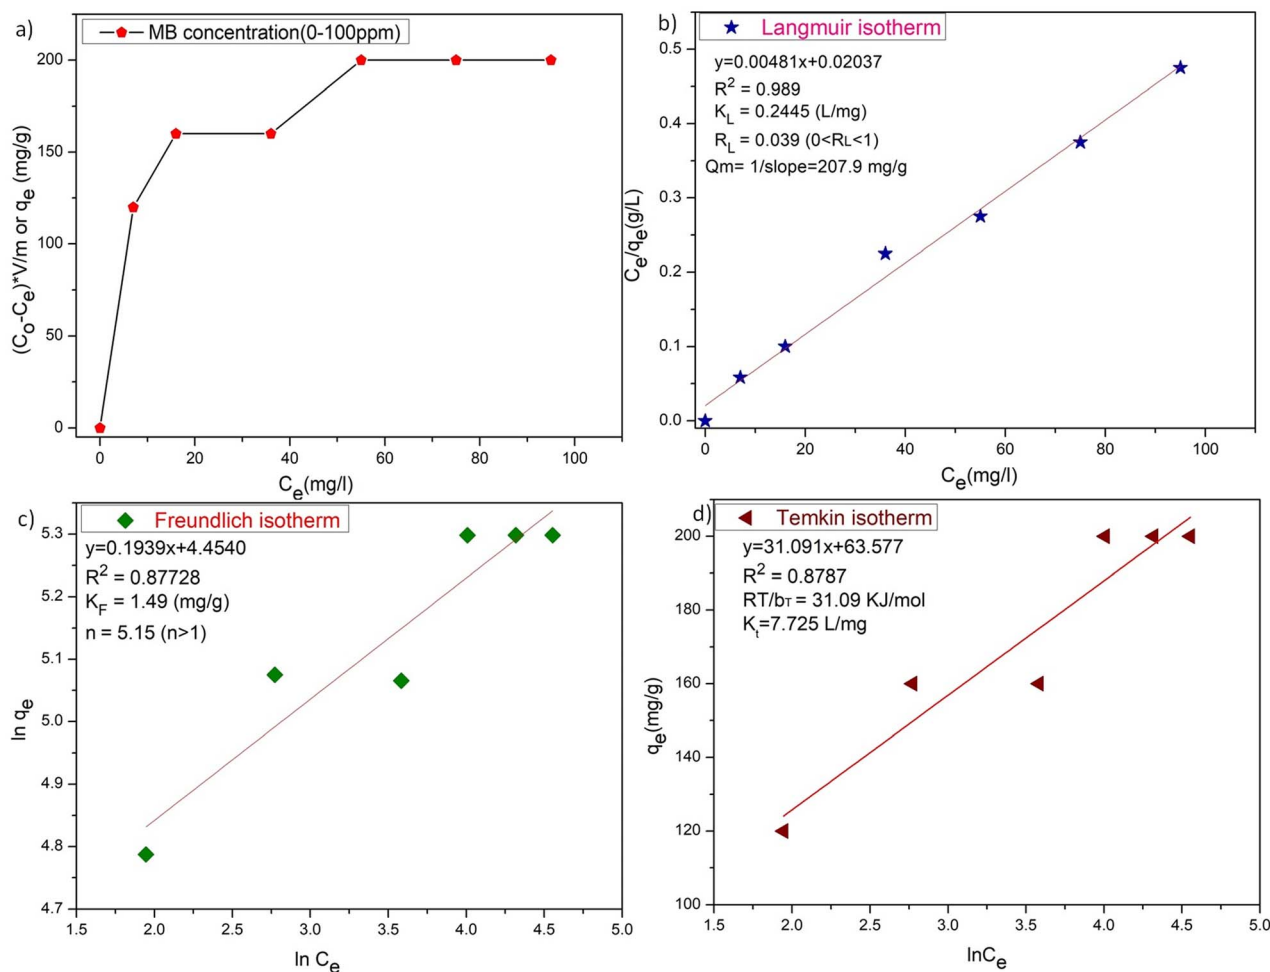 a)
MB concentration(0-100ppm)
200
150
100
50
0
(Co-Ce)*V/m or qe (mg/g)
0 20 40 60 80 100
Ce(mg/l)
b)
Langmuir isotherm
y=0.00481x+0.02037
R2 = 0.989
KL = 0.2445 (L/mg)
RL = 0.039 (0<RL<1)
Qm= 1/slope=207.9 mg/g
0.5
0.4
0.3
0.2
0.1
0.0
Ce/qe(g/L)
0 20 40 60 80 100
Ce(mg/l)
c)
Freundlich isotherm
y=0.1939x+4.4540
R2 = 0.87728
KF = 1.49 (mg/g)
n = 5.15 (n>1)
5.3
5.2
5.1
5.0
4.9
4.8
4.7
ln qe
1.5 2.0 2.5 3.0 3.5 4.0 4.5 5.0
ln Ce
d)
Temkin isotherm
y=31.091x+63.577
R2 = 0.8787
RT/bT = 31.09 KJ/mol
Kt=7.725 L/mg
200
180
160
140
120
100
qe(mg/g)
1.5 2.0 2.5 3.0 3.5 4.0 4.5 5.0
lnCe